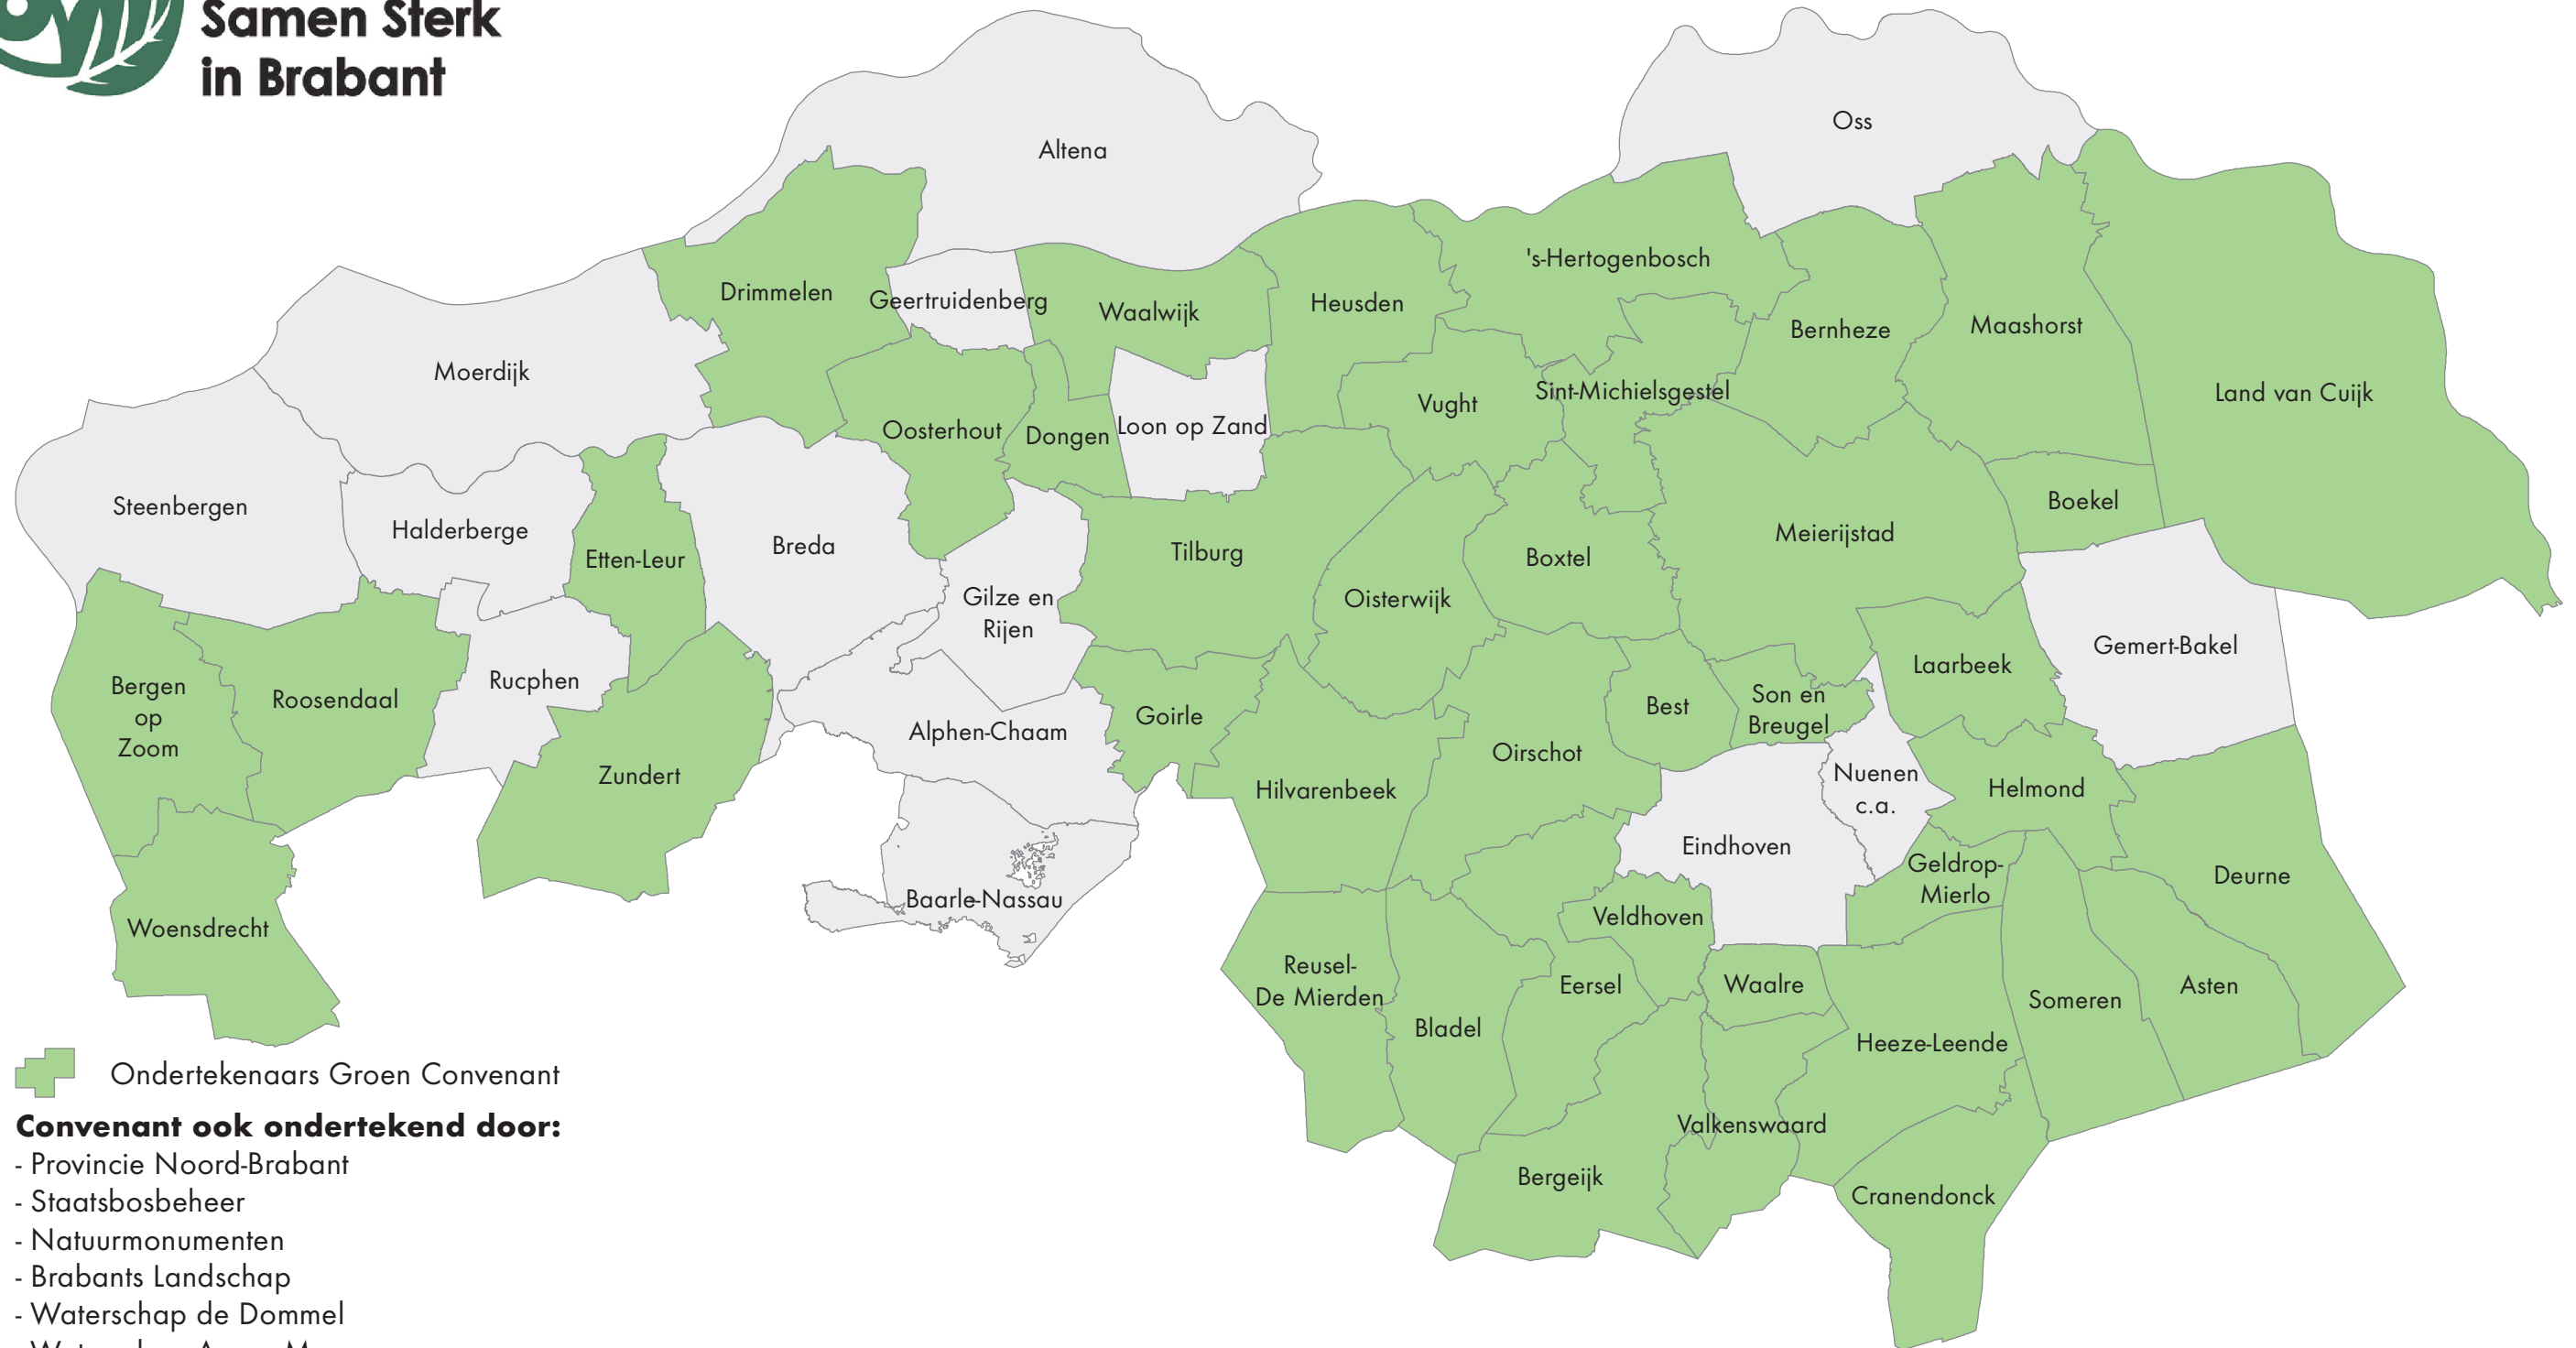 Samen Sterk
in Brabant
Oss
Altena
's-Hertogenbosch
Drimmelen
Geertruidenberg
Waalwijk
Heusden
Bernheze
Maashorst
Moerdijk
Land van Cuijk
Sint-Michielsgestel
Vught
Loon op Zand
Oosterhout
Dongen
Steenbergen
Boekel
Halderberge
Meierijstad
Breda
Tilburg
Boxtel
Etten-Leur
Gilze en
Rijen
Oisterwijk
Gemert-Bakel
Laarbeek
Rucphen
Bergen
op
Zoom
Roosendaal
Son en
Breugel
Best
Goirle
Alphen-Chaam
Oirschot
Zundert
Nuenen
c.a.
Hilvarenbeek
Helmond
Eindhoven
Geldrop-
Mierlo
Deurne
Baarle-Nassau
Veldhoven
Woensdrecht
Reusel-
De Mierden
Eersel
Waalre
Asten
Someren
Bladel
Heeze-Leende
Valkenswaard
Bergeijk
Cranendonck
Ondertekenaars Groen Convenant
Convenant ook ondertekend door:
- Provincie Noord-Brabant
- Staatsbosbeheer
- Natuurmonumenten
- Brabants Landschap
- Waterschap de Dommel